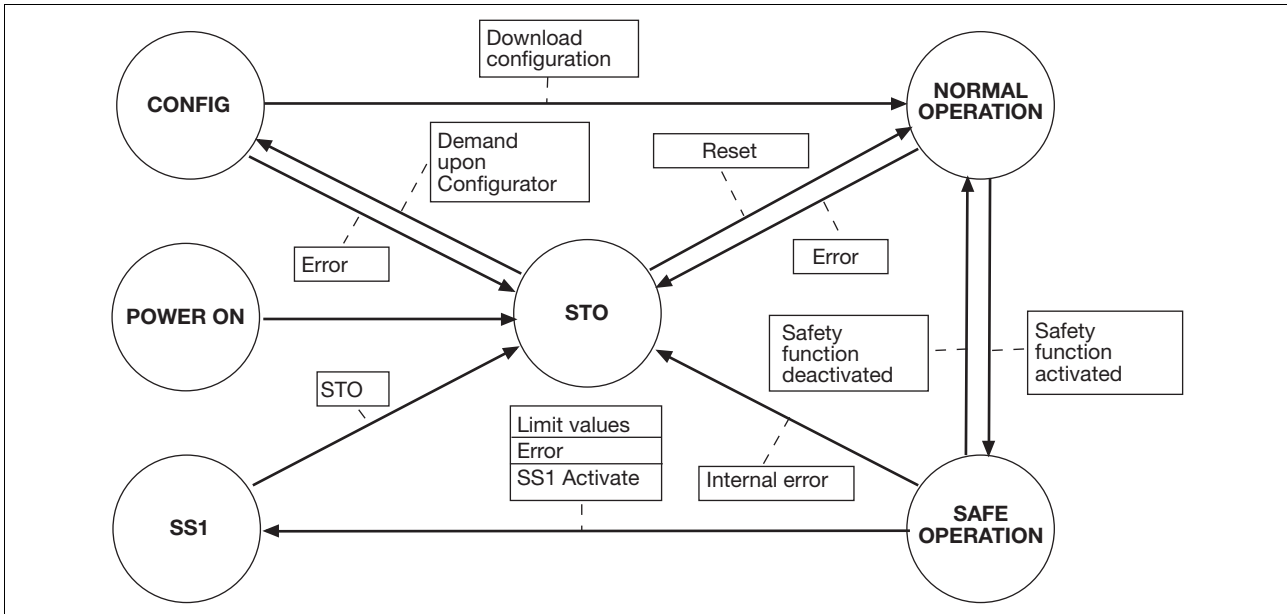 Download
configuration
CONFIG
NORMAL
OPERATION
Demand
upon
Configurator
Reset
Error
Error
POWER ON
STO
Safety
function
deactivated
Safety
function
activated
STO
Limit values
Error
SS1 Activate
Internal error
SS1
SAFE
OPERATION